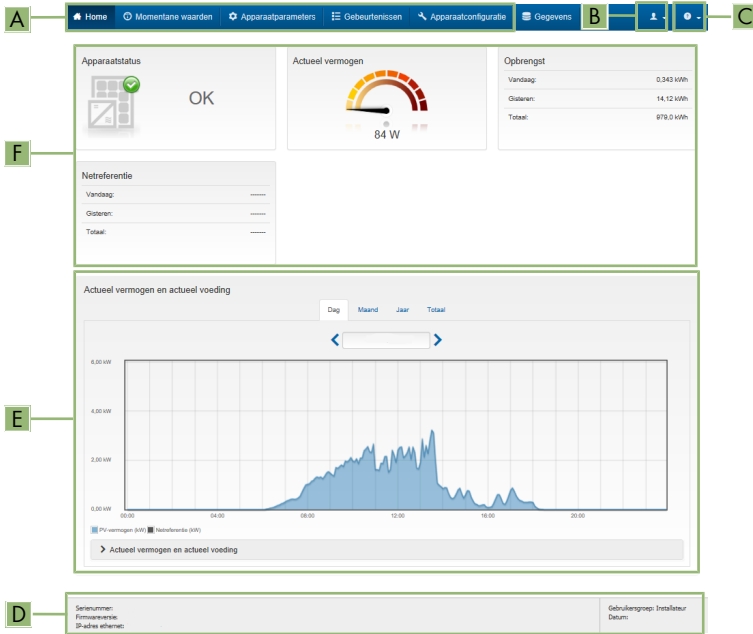 A
Home Momentane waarden Apparaatparameters Gebeurtenissen Apparaatconfiguratie Gegevens
B
C
F
Apparaatstatus
OK
Actueel vermogen
84 W
Opbrengst
Vandaag: 0,343 kWh
Gisteren: 14,12 kWh
Totaal: 979,0 kWh
Netreferentie
Vandaag: -------
Gisteren: -------
Totaal: -------
E
Actueel vermogen en actueel voeding
Dag Maand Jaar Totaal
6,00 kW
4,00 kW
2,00 kW
0,00 kW
00:00 04:00 08:00 12:00 16:00 20:00
PV-vermogen (kW) Netreferentie (kW)
Actueel vermogen en actueel voeding
D
Serienummer:
Firmwareversie:
IP-adres ethernet:
Gebruikersgroep: Installateur
Datum: